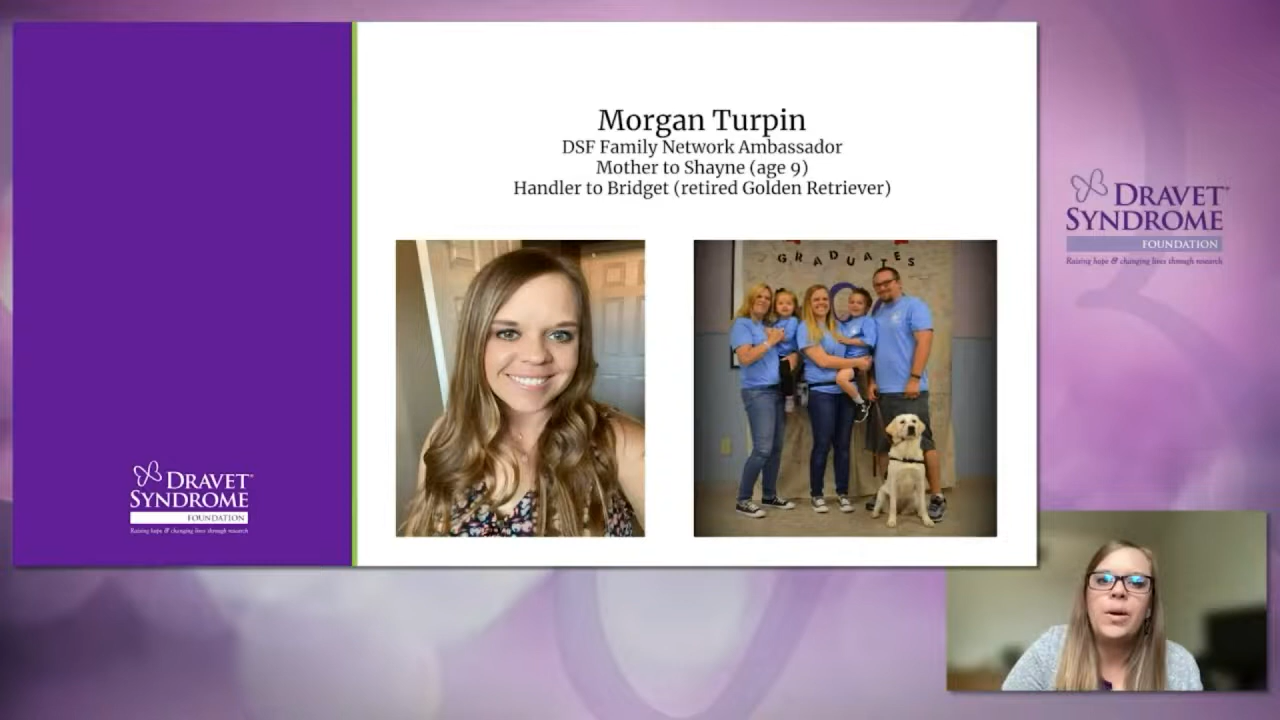 Morgan Turpin
DSF Family Network Ambassador
Mother to Shayne (age 9)
Handler to Bridget (retired Golden Retriever)
GRADUATES
DRAVET
SYNDROME
FOUNDATION
Raising hope & changing lives through research
DRAVET
SYNDROME
FOUNDATION
Raising hope & changing lives through research